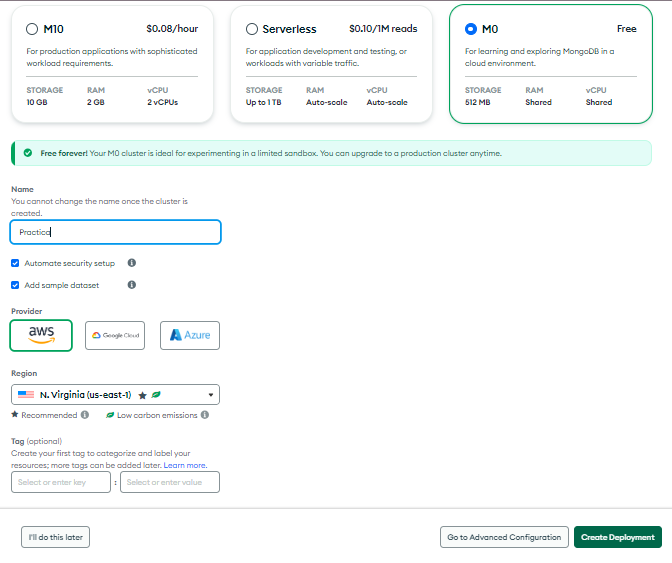 M10 $0.08/hour
For production applications with sophisticated
workload requirements.
STORAGE RAM vCPU
10 GB 2 GB 2 vCPUs
Serverless $0.10/1M reads
For application development and testing, or
workloads with variable traffic.
STORAGE RAM vCPU
Up to 1 TB Auto-scale Auto-scale
M0 Free
For learning and exploring MongoDB in a
cloud environment.
STORAGE RAM vCPU
512 MB Shared Shared
Free forever! Your M0 cluster is ideal for experimenting in a limited sandbox. You can upgrade to a production cluster anytime.
Name
You cannot change the name once the cluster is
created.
Practica
Automate security setup
Add sample dataset
Provider
aws Google Cloud Azure
Region
N. Virginia (us-east-1)
Recommended Low carbon emissions
Tag (optional)
Create your first tag to categorize and label your
resources; more tags can be added later. Learn more.
Select or enter key : Select or enter value
I'll do this later Go to Advanced Configuration Create Deployment